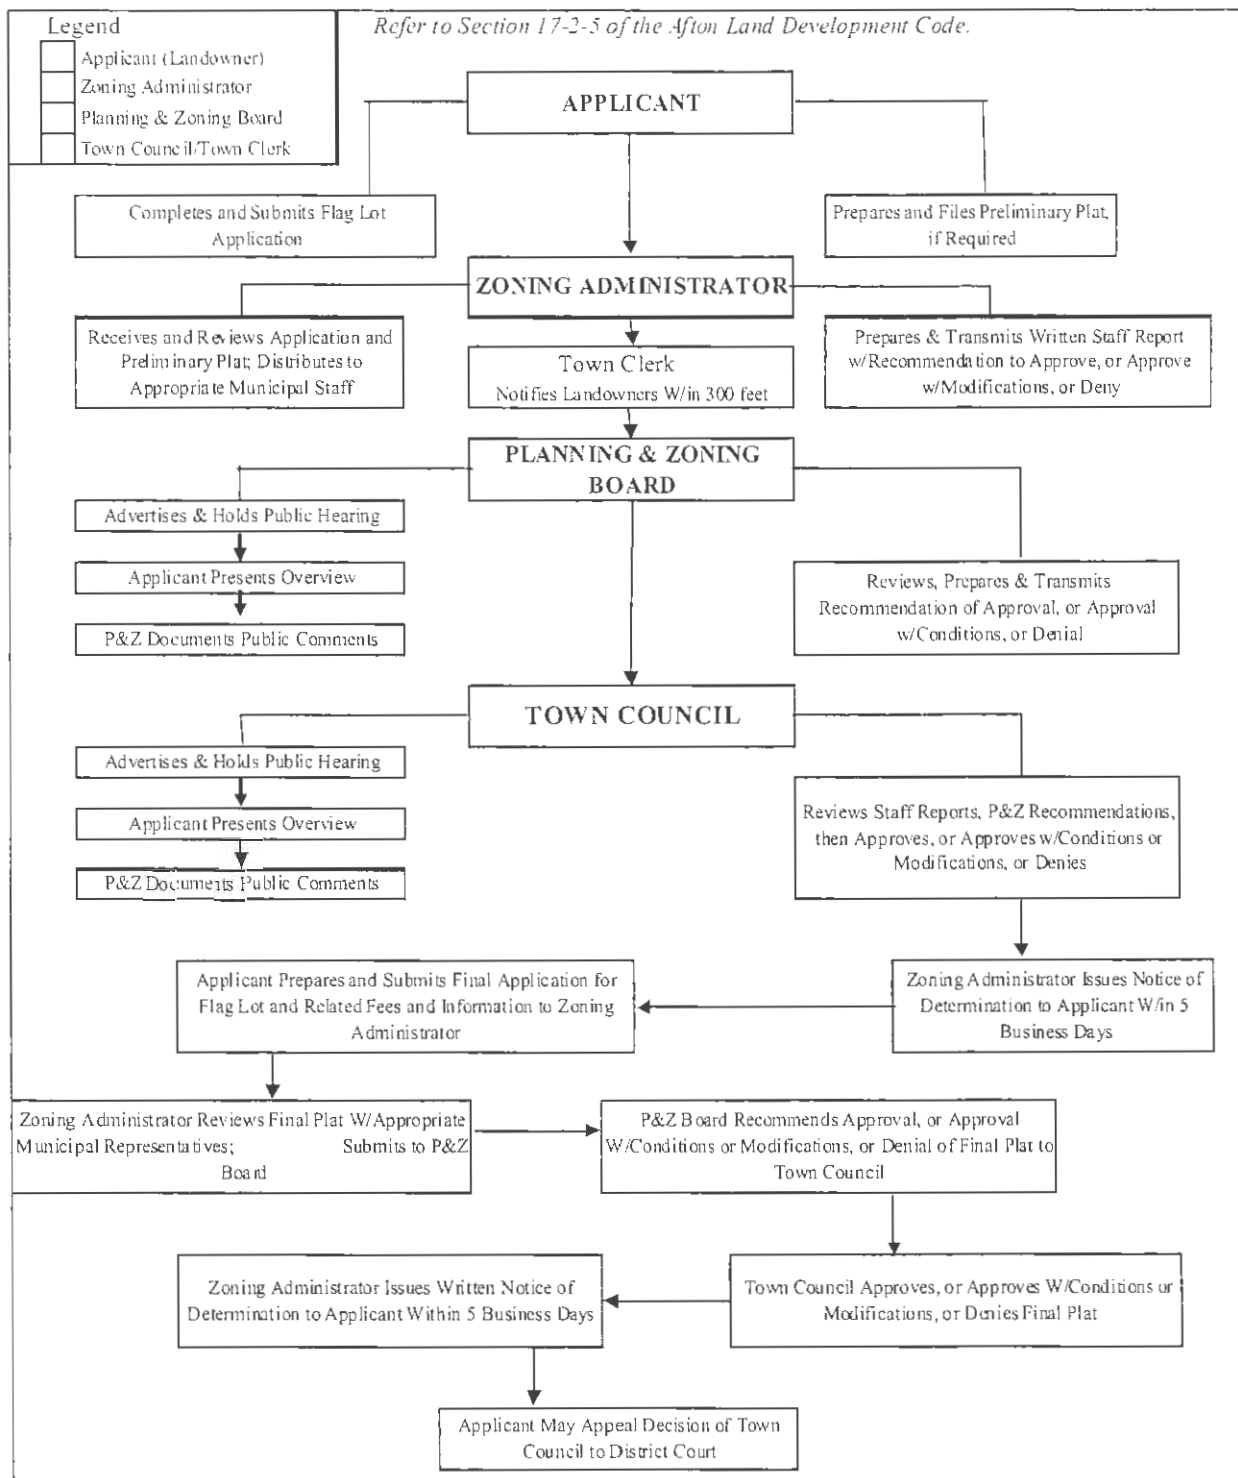 Legend
Applicant (Landowner)
Zoning Administrator
Planning & Zoning Board
Town Council/Town Clerk
Refer to Section 17-2-5 of the Afton Land Development Code.
APPLICANT
Completes and Submits Flag Lot
Application
Prepares and Files Preliminary Plat,
if Required
ZONING ADMINISTRATOR
Receives and Reviews Application and
Preliminary Plat; Distributes to
Appropriate Municipal Staff
Town Clerk
Notifies Landowners W/in 300 feet
Prepares & Transmits Written Staff Report
w/Recommendation to Approve, or Approve
w/Modifications, or Deny
PLANNING & ZONING
BOARD
Advertises & Holds Public Hearing
Applicant Presents Overview
P&Z Documents Public Comments
Reviews, Prepares & Transmits
Recommendation of Approval, or Approval
w/Conditions, or Denial
TOWN COUNCIL
Advertises & Holds Public Hearing
Applicant Presents Overview
P&Z Documents Public Comments
Reviews Staff Reports, P&Z Recommendations,
then Approves, or Approves w/Conditions or
Modifications, or Denies
Zoning Administrator Issues Notice of
Determination to Applicant W/in 5
Business Days
Applicant Prepares and Submits Final Application for
Flag Lot and Related Fees and Information to Zoning
Administrator
Zoning Administrator Reviews Final Plat W/Appropriate
Municipal Representatives; Submits to P&Z
Board
P&Z Board Recommends Approval, or Approval
W/Conditions or Modifications, or Denial of Final Plat to
Town Council
Town Council Approves, or Approves W/Conditions or
Modifications, or Denies Final Plat
Zoning Administrator Issues Written Notice of
Determination to Applicant Within 5 Business Days
Applicant May Appeal Decision of Town
Council to District Court